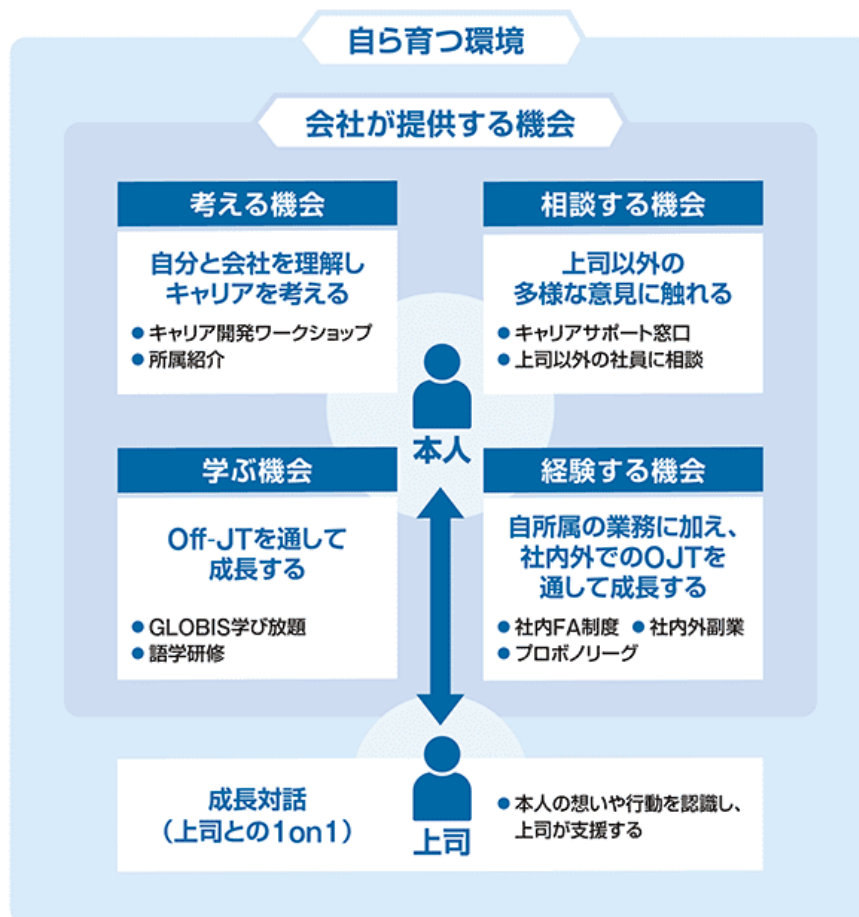 自ら育つ環境
会社が提供する機会
考える機会
自分と会社を理解し
キャリアを考える
●キャリア開発ワークショップ
●所属紹介
相談する機会
上司以外の
多様な意見に触れる
●キャリアサポート窓口
●上司以外の社員に相談
本人
学ぶ機会
Off-JTを通して
成長する
●GLOBIS学び放題
●語学研修
経験する機会
自所属の業務に加え、
社内外でのOJTを
通して成長する
●社内FA制度 ●社内外副業
●プロボノリーグ
成長対話
（上司との1on1）
上司
●本人の想いや行動を認識し、
上司が支援する